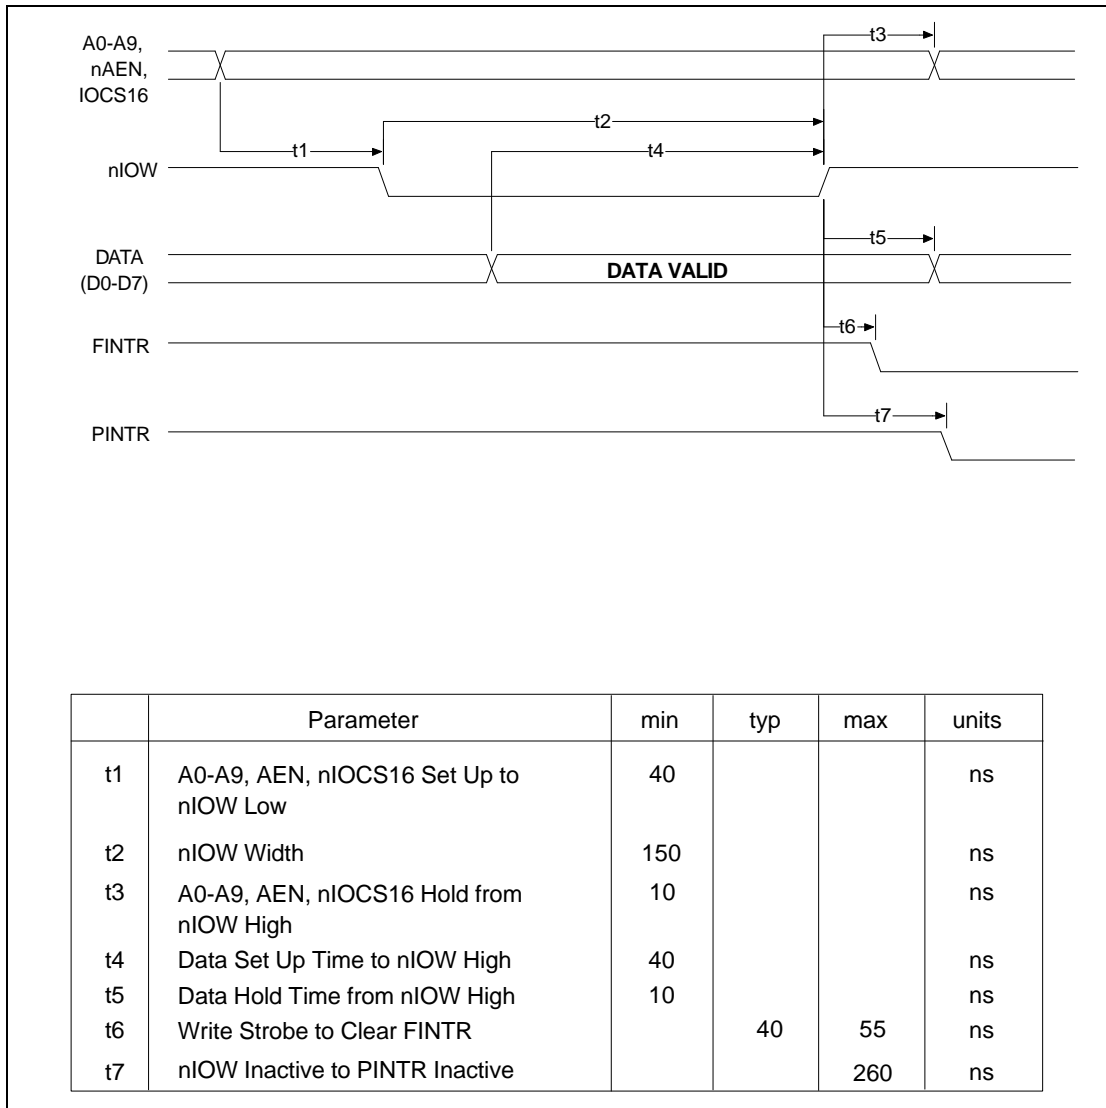 A0-A9,
nAEN,
IOCS16
t3
t2
t1
t4
nIOW
t5
DATA
(D0-D7)
DATA VALID
t6
FINTR
t7
PINTR
Parameter min typ max units
t1 A0-A9, AEN, nIOCS16 Set Up to 40 ns
nIOW Low
t2 nIOW Width 150 ns
t3 A0-A9, AEN, nIOCS16 Hold from 10 ns
nIOW High
t4 Data Set Up Time to nIOW High 40 ns
t5 Data Hold Time from nIOW High 10 ns
t6 Write Strobe to Clear FINTR 40 55 ns
t7 nIOW Inactive to PINTR Inactive 260 ns